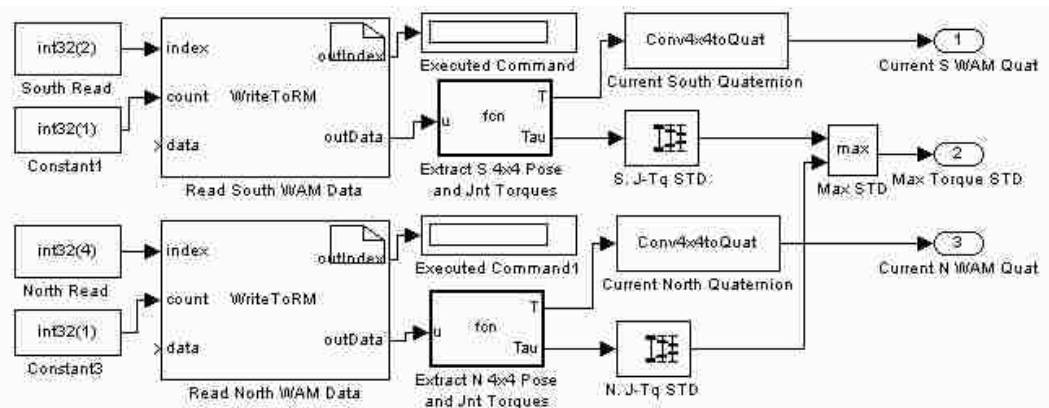 int32(2)
South Read
int32(1)
Constant1
index
count
data
WriteToRM
outIndex
outData
Read South WAM Data
Executed Command
u
fcn
T
Tau
Extract S 4x4 Pose
and Jnt Torques
Conv4x4toQuat
Current South Quaternion
1
Current S WAM Quat
S. J-Tq STD
max
Max STD
2
Max Torque STD
int32(4)
North Read
int32(1)
Constant3
index
count
data
WriteToRM
outIndex
outData
Read North WAM Data
Executed Command1
u
fcn
T
Tau
Extract N 4x4 Pose
and Jnt Torques
Conv4x4toQuat
Current North Quaternion
3
Current N WAM Quat
N. J-Tq STD